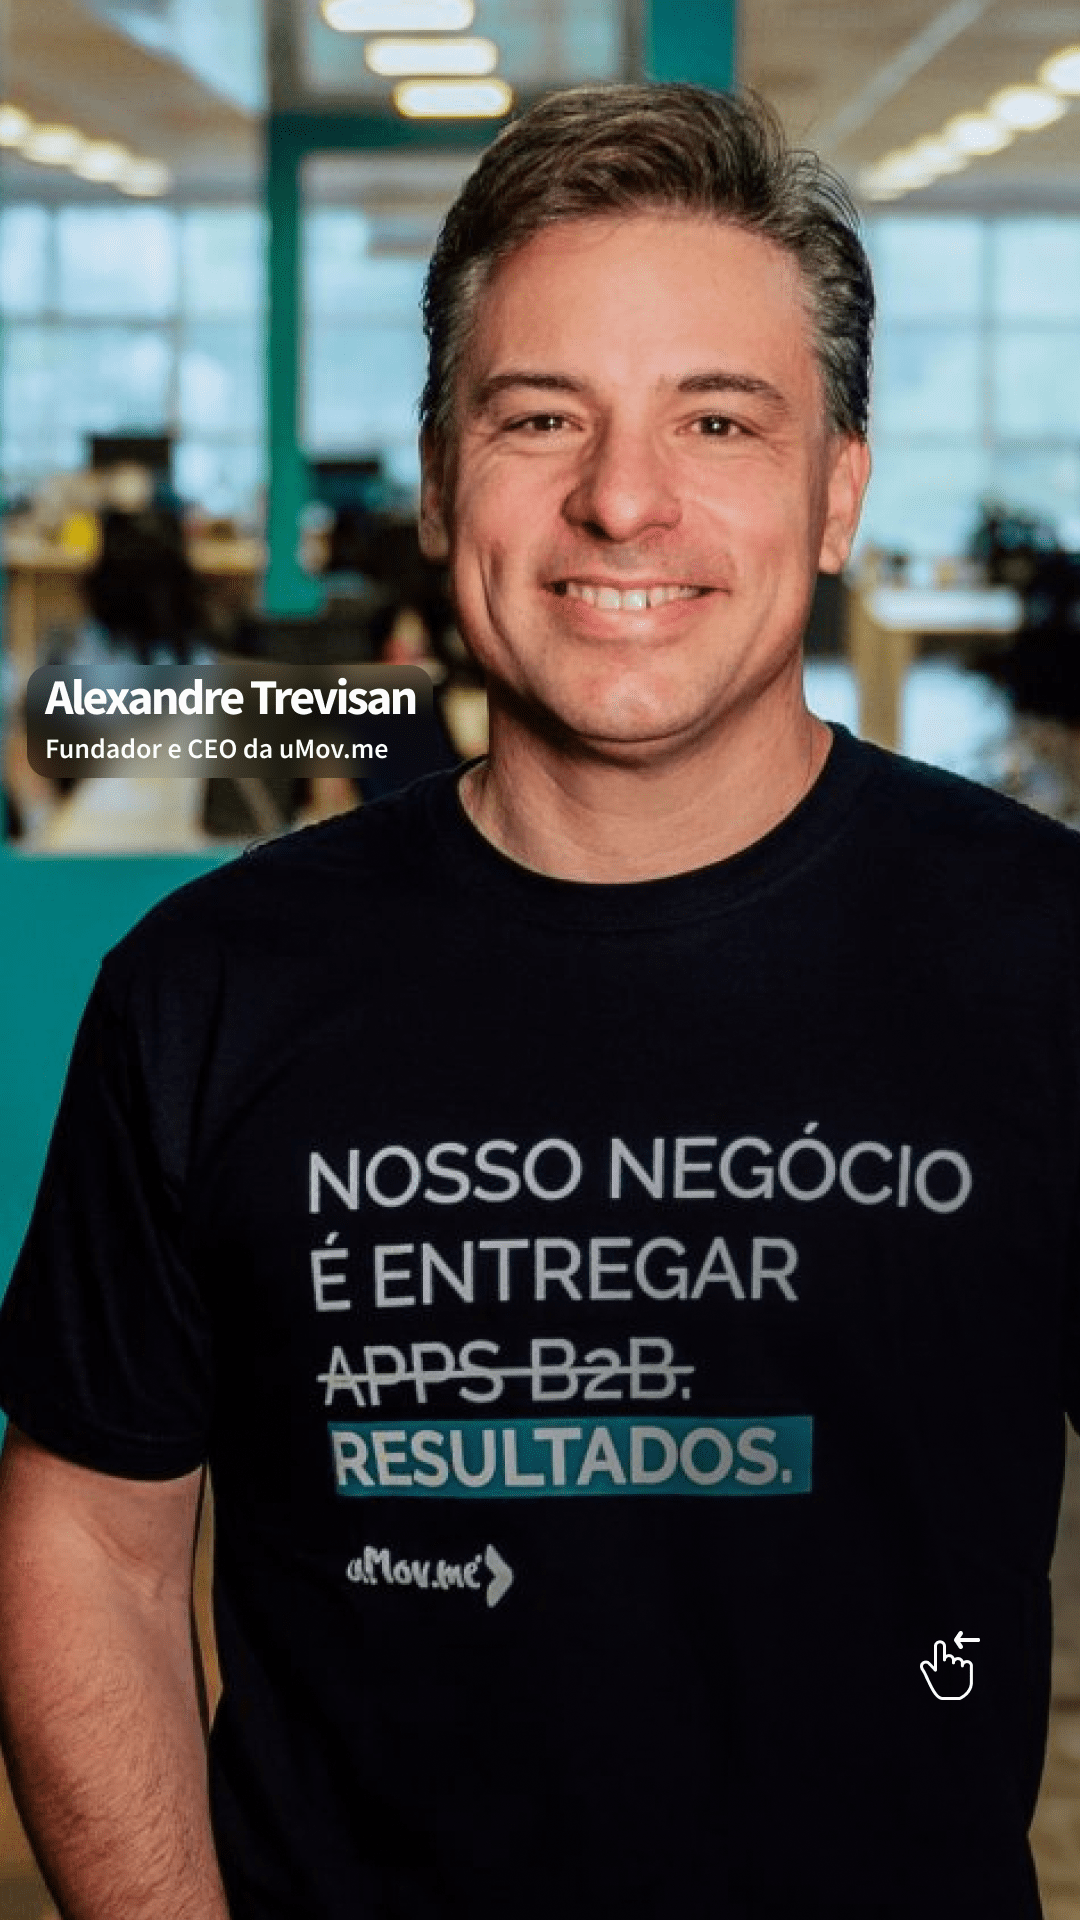 Alexandre Trevisan
Fundador e CEO da uMov.me
NOSSO NEGÓCIO
É ENTREGAR
APPS B2B.
RESULTADOS.
uMov.me